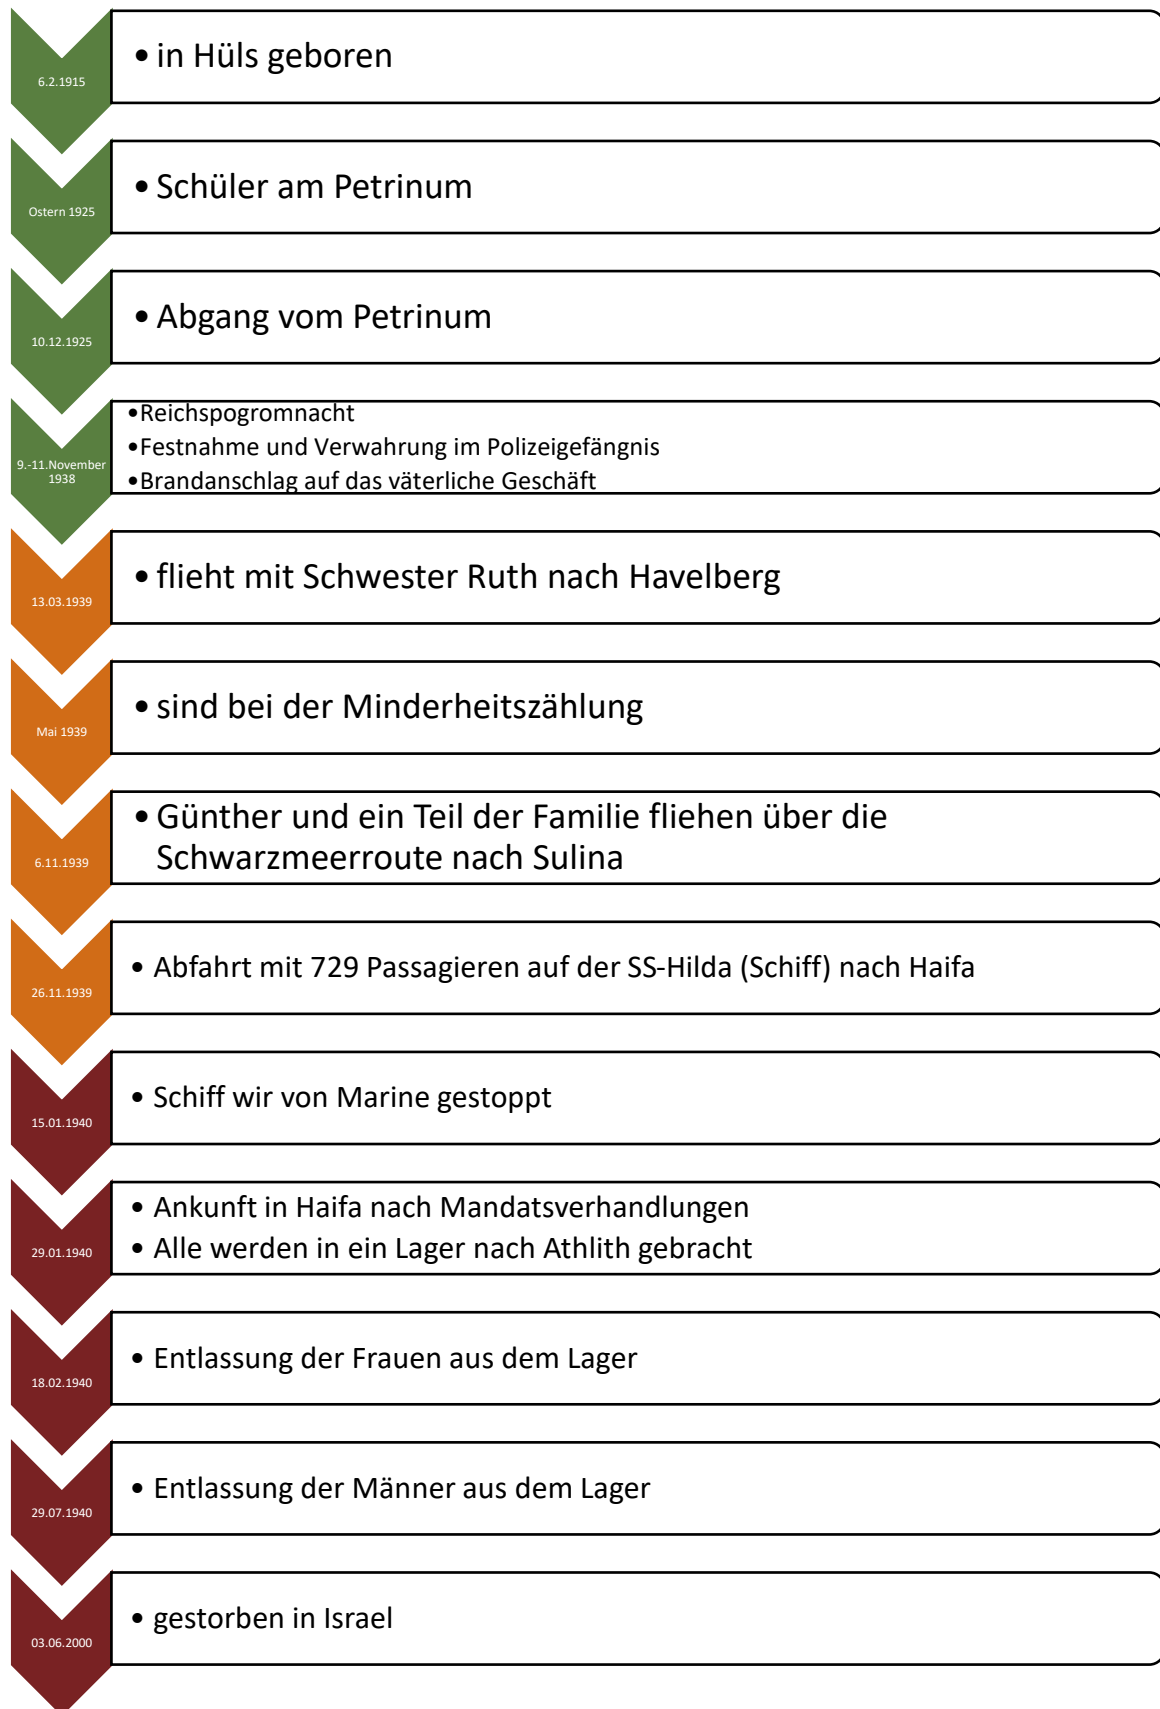 6.2.1915
• in Hüls geboren
Ostern 1925
• Schüler am Petrinum
10.12.1925
• Abgang vom Petrinum
9.-11.November
1938
•Reichspogromnacht
•Festnahme und Verwahrung im Polizeigefängnis
•Brandanschlag auf das väterliche Geschäft
13.03.1939
• flieht mit Schwester Ruth nach Havelberg
Mai 1939
• sind bei der Minderheitszählung
6.11.1939
• Günther und ein Teil der Familie fliehen über die
Schwarzmeerroute nach Sulina
26.11.1939
• Abfahrt mit 729 Passagieren auf der SS-Hilda (Schiff) nach Haifa
15.01.1940
• Schiff wir von Marine gestoppt
29.01.1940
• Ankunft in Haifa nach Mandatsverhandlungen
• Alle werden in ein Lager nach Athlith gebracht
18.02.1940
• Entlassung der Frauen aus dem Lager
29.07.1940
• Entlassung der Männer aus dem Lager
03.06.2000
• gestorben in Israel